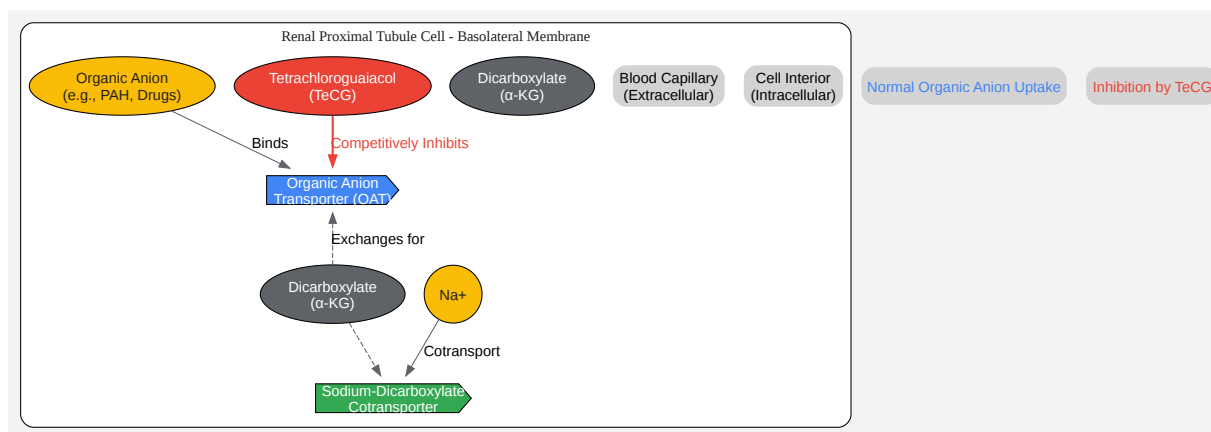 Renal Proximal Tubule Cell - Basolateral Membrane
Organic Anion
(e.g., PAH, Drugs)
Tetrachloroguaiacol
(TeCG)
Dicarboxylate
(α-KG)
Blood Capillary
(Extracellular)
Cell Interior
(Intracellular)
Normal Organic Anion Uptake
Inhibition by TeCG
Binds
Competitively Inhibits
Organic Anion
Transporter (OAT)
Exchanges for
Dicarboxylate
(α-KG)
Na+
Cotransport
Sodium-Dicarboxylate
Cotransporter